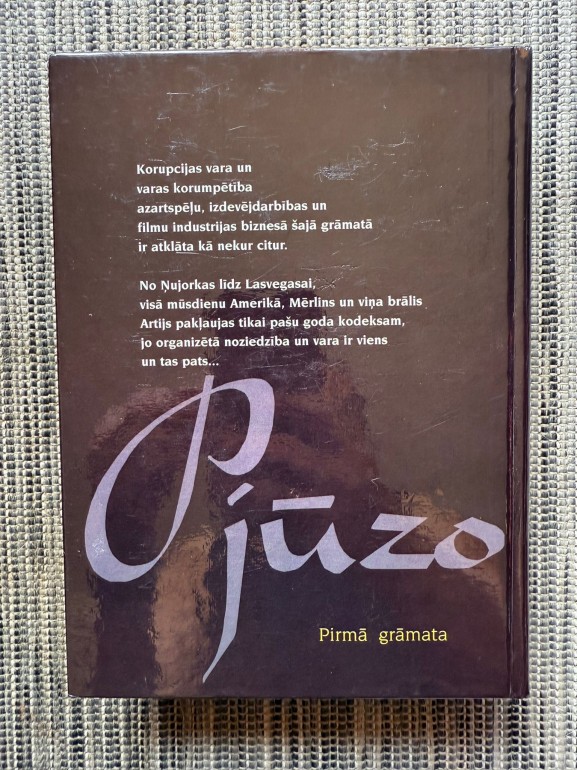 Korupcijas vara un
varas korumpētība
azartspēļu, izdevējdarbības un
filmu industrijas biznesā šajā grāmatā
ir atklāta kā nekur citur.
No Ņujorkas līdz Lasvegasai,
visā mūsdienu Amerikā, Mērlins un viņa brālis
Artijs pakļaujas tikai pašu goda kodeksam,
jo organizētā noziedzība un vara ir viens
un tas pats...
Pjūzo
Pirmā grāmata